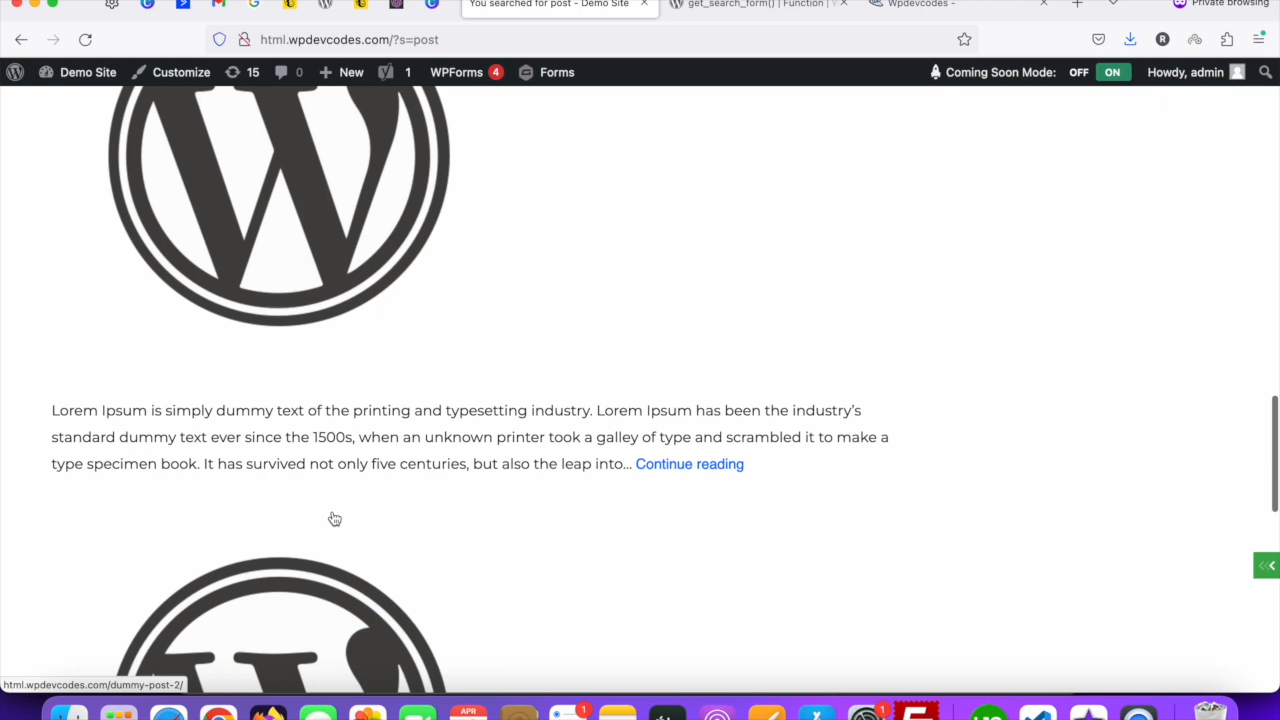 You searched for post - Demo Site
get_search_form() | Function | W
Wpdevcodes -
Private browsing
html.wpdevcodes.com/?s=post
Demo Site
Customize
15
0
New
1
WPForms 4
Forms
Coming Soon Mode: OFF ON
Howdy, admin
Lorem Ipsum is simply dummy text of the printing and typesetting industry. Lorem Ipsum has been the industry’s
standard dummy text ever since the 1500s, when an unknown printer took a galley of type and scrambled it to make a
type specimen book. It has survived not only five centuries, but also the leap into... Continue reading
html.wpdevcodes.com/dummy-post-2/
APR
1
1